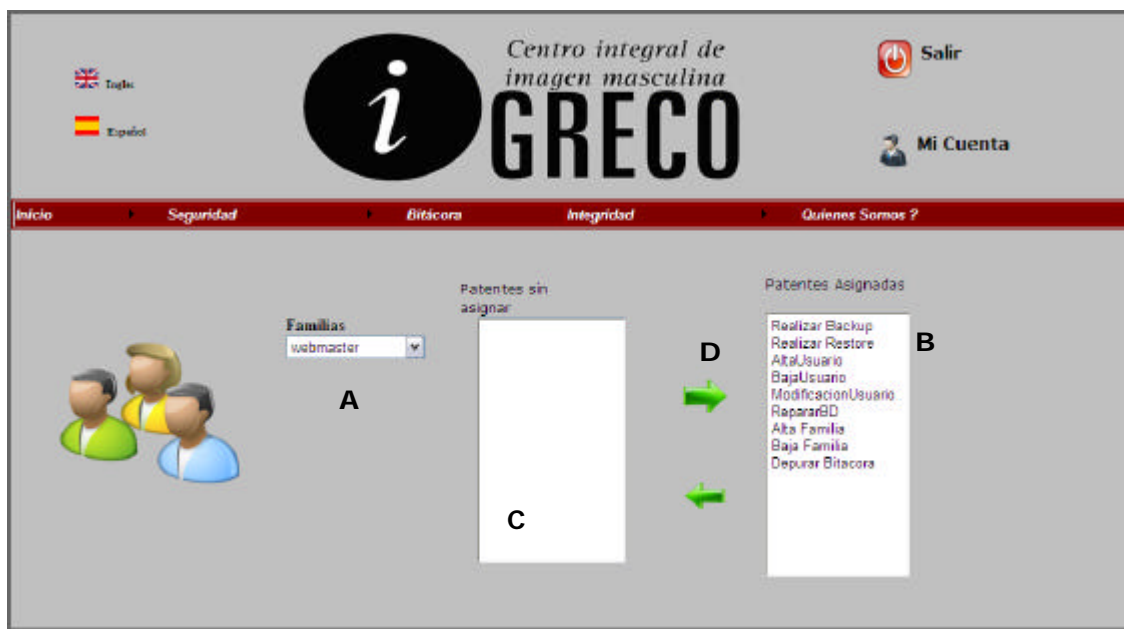 Centro integral de
imagen masculina
i
GRECO
Salir
Ingles
Español
Mi Cuenta
Inicio Seguridad Bitácora Integridad Quienes Somos ?
Patentes sin
asignar
Patentes Asignadas
Familias
webmaster
A
B
C
D
Realizar Backup
Realizar Restore
AltaUsuario
BajaUsuario
ModificacionUsuario
RepararBD
Alta Familia
Baja Familia
Depurar Bitacora